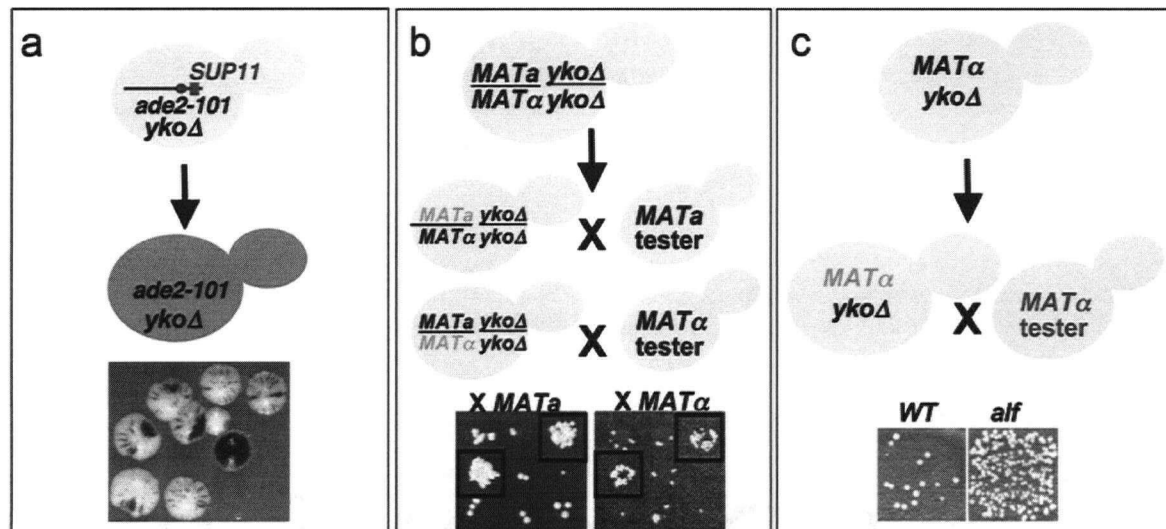 a
SUP11
ade2-101
ykoΔ
ade2-101
ykoΔ
b
MATa ykoΔ
MATα ykoΔ
MATa ykoΔ
MATα ykoΔ
X
MATa
tester
MATa ykoΔ
MATα ykoΔ
X
MATα
tester
X MATa
X MATα
c
MATα
ykoΔ
MATα
ykoΔ
X
MATα
tester
WT
alf